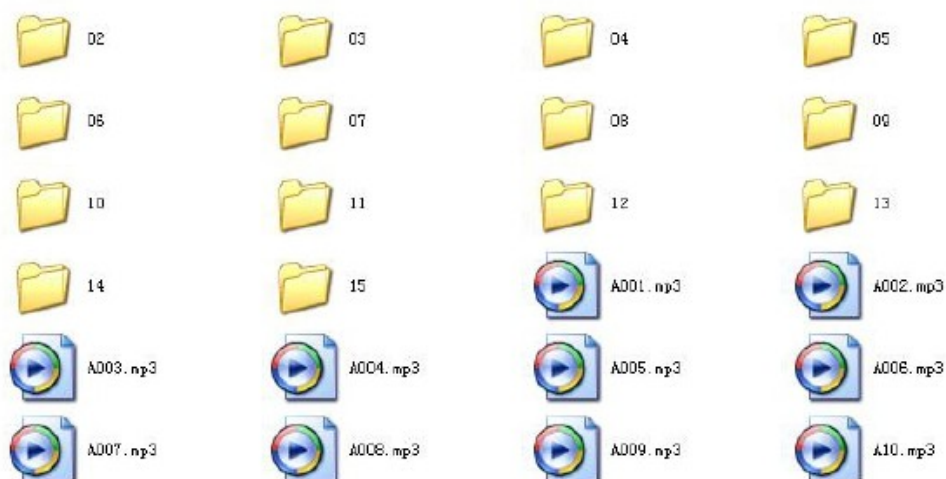 02 03 04 05
06 07 08 09
10 11 12 13
14 15 A001.mp3 A002.mp3
A003.mp3 A004.mp3 A005.mp3 A006.mp3
A007.mp3 A008.mp3 A009.mp3 A10.mp3